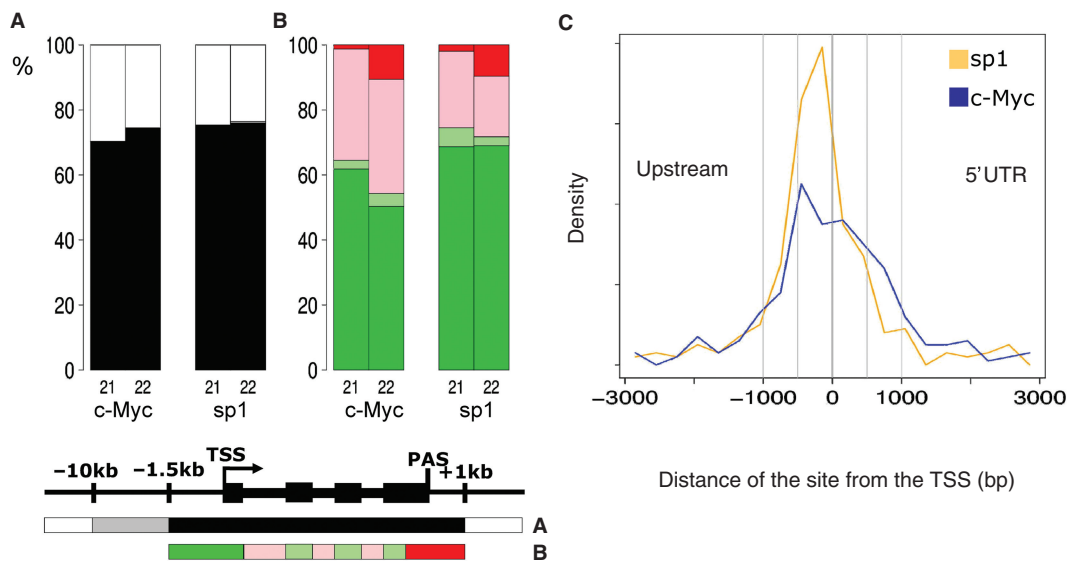 A
%
100
80
60
40
20
0
21 22
c-Myc
21 22
sp1
B
100
80
60
40
20
0
21 22
c-Myc
21 22
sp1
C
sp1
c-Myc
Upstream
5'UTR
Density
−3000 −1000 0 1000 3000
Distance of the site from the TSS (bp)
−10kb −1.5kb TSS PAS +1kb
A
B